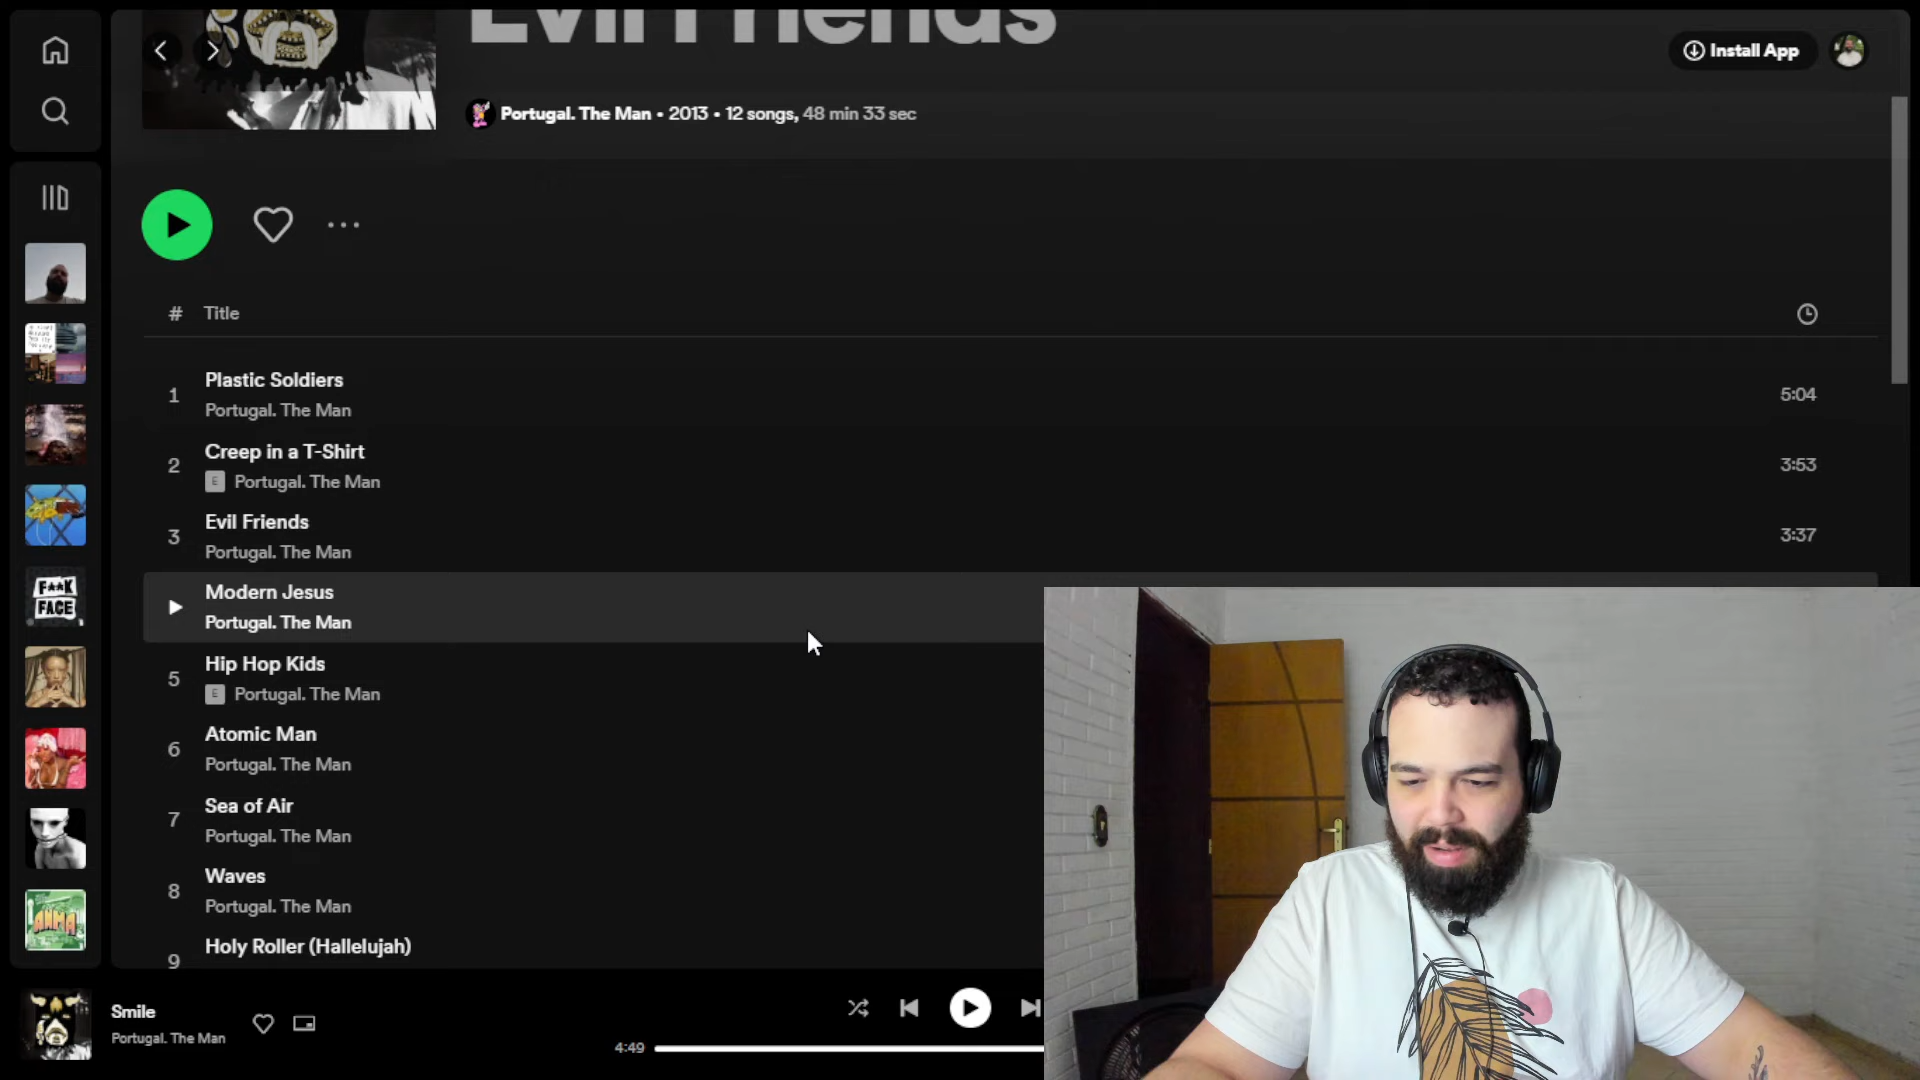 Evil Friends
Install App
Portugal. The Man • 2013 • 12 songs, 48 min 33 sec
# Title
1 Plastic Soldiers 5:04
Portugal. The Man
2 Creep in a T-Shirt 3:53
E Portugal. The Man
3 Evil Friends 3:37
Portugal. The Man
Modern Jesus
Portugal. The Man
5 Hip Hop Kids
E Portugal. The Man
6 Atomic Man
Portugal. The Man
7 Sea of Air
Portugal. The Man
8 Waves
Portugal. The Man
9 Holy Roller (Hallelujah)
F**K
FACE
ANMA
Smile
Portugal. The Man
4:49